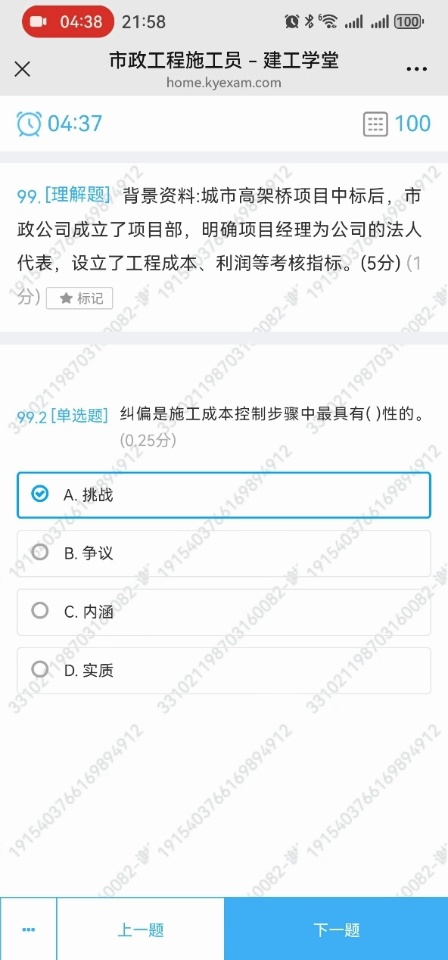 04:38 21:58 100
市政工程施工员 – 建工学堂
home.kyexam.com
04:37 100
99. [理解题] 背景资料:城市高架桥项目中标后，市
政公司成立了项目部，明确项目经理为公司的法人
代表，设立了工程成本、利润等考核指标。(5分) (1
分) ★ 标记
99.2 [单选题] 纠偏是施工成本控制步骤中最具有( )性的。
(0.25分)
A. 挑战
B. 争议
C. 内涵
D. 实质
上一题 下一题